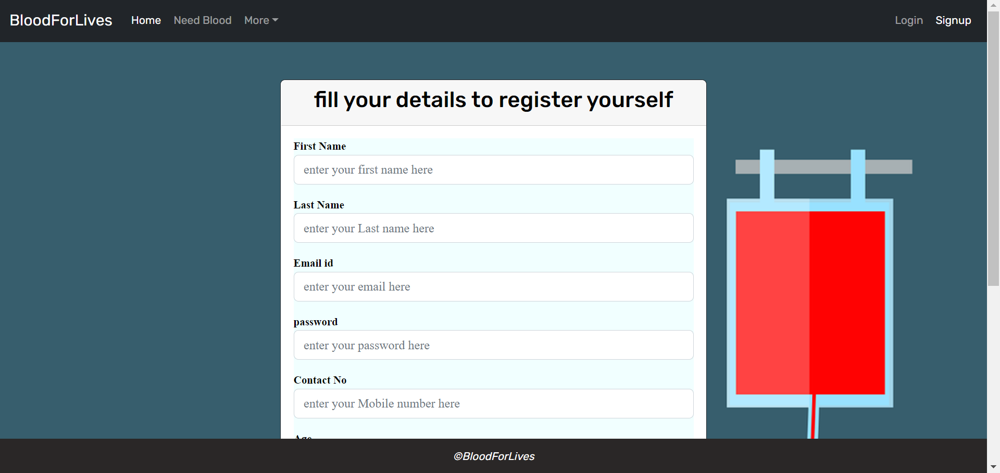 BloodForLives Home Need Blood More Login Signup
fill your details to register yourself
First Name
enter your first name here
Last Name
enter your Last name here
Email id
enter your email here
password
enter your password here
Contact No
enter your Mobile number here
Age
©BloodForLives